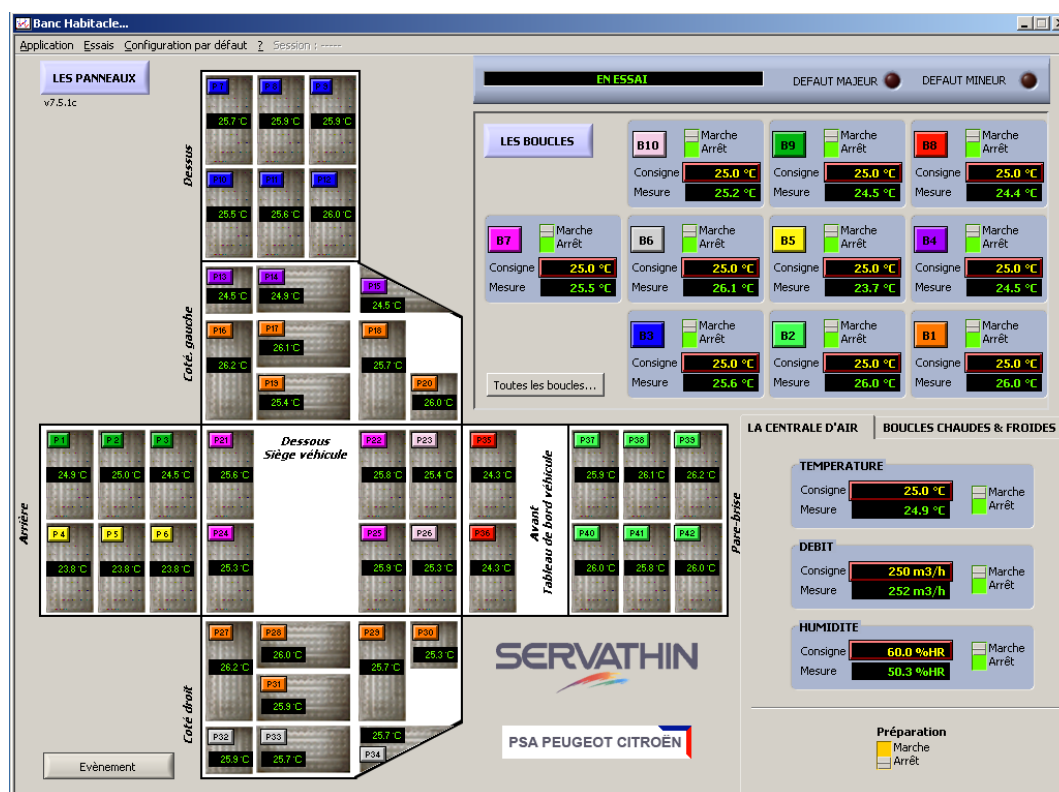 Banc Habitacle...
Application Essais Configuration par défaut ? Session : -----
LES PANNEAUX
v7.5.1c
Dessus
P 7 P 8 P 9
25.7 °C 25.9 °C 25.9 °C
P10 P11 P12
25.5 °C 25.6 °C 26.0 °C
Coté. gauche
P13 P14 P15
24.5 °C 24.9 °C 24.5 °C
P16 P17 P18
26.2 °C 26.1 °C 25.7 °C
P19 P20
25.4 °C 26.0 °C
Arrière
P 1 P 2 P 3 P21
24.9 °C 25.0 °C 24.5 °C 25.6 °C
Dessous
Siège véhicule
P22 P23 P35
25.8 °C 25.4 °C 24.3 °C
P37 P38 P39
25.9 °C 26.1 °C 26.2 °C
P 4 P 5 P 6 P24
23.8 °C 23.8 °C 23.8 °C 25.3 °C
P25 P26 P36
25.9 °C 25.3 °C 24.3 °C
Avant
Tableau de bord véhicule
P40 P41 P42
26.0 °C 25.8 °C 26.0 °C
Pare-brise
Coté droit
P27 P28 P29 P30
26.2 °C 26.0 °C 25.7 °C 25.3 °C
P31
25.9 °C
P32 P33 P34
25.9 °C 25.7 °C 25.7 °C
Evènement
EN ESSAI
DEFAUT MAJEUR DEFAUT MINEUR
LES BOUCLES
B10 Marche
Arrêt
Consigne 25.0 °C
Mesure 25.2 °C
B9 Marche
Arrêt
Consigne 25.0 °C
Mesure 24.5 °C
B8 Marche
Arrêt
Consigne 25.0 °C
Mesure 24.4 °C
B7 Marche
Arrêt
Consigne 25.0 °C
Mesure 25.5 °C
B6 Marche
Arrêt
Consigne 25.0 °C
Mesure 26.1 °C
B5 Marche
Arrêt
Consigne 25.0 °C
Mesure 23.7 °C
B4 Marche
Arrêt
Consigne 25.0 °C
Mesure 24.5 °C
B3 Marche
Arrêt
Consigne 25.0 °C
Mesure 25.6 °C
B2 Marche
Arrêt
Consigne 25.0 °C
Mesure 26.0 °C
B1 Marche
Arrêt
Consigne 25.0 °C
Mesure 26.0 °C
Toutes les boucles...
LA CENTRALE D'AIR BOUCLES CHAUDES & FROIDES
TEMPERATURE
Consigne 25.0 °C Marche
Mesure 24.9 °C Arrêt
DEBIT
Consigne 250 m3/h Marche
Mesure 252 m3/h Arrêt
HUMIDITE
Consigne 60.0 %HR Marche
Mesure 50.3 %HR Arrêt
Préparation
Marche
Arrêt
SERVATHIN
PSA PEUGEOT CITROËN